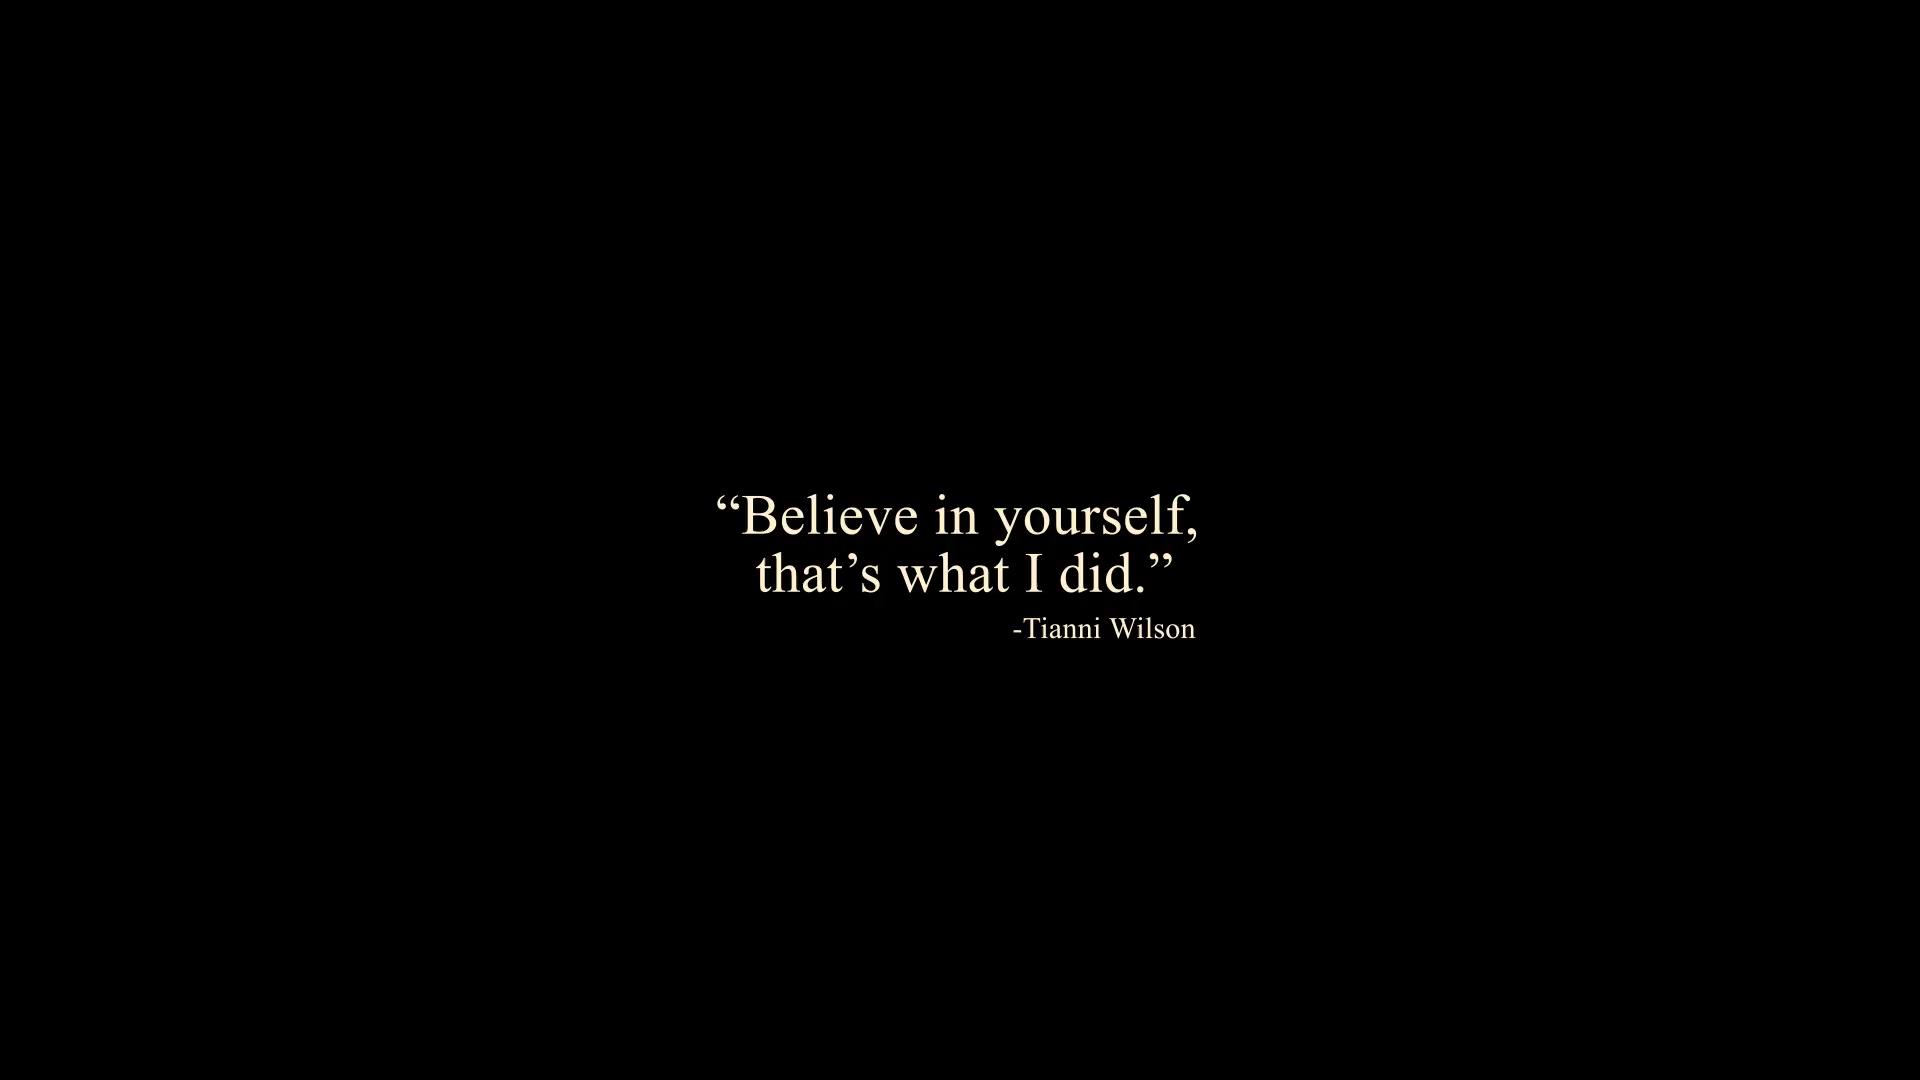 “Believe in yourself,
that’s what I did.”
-Tianni Wilson